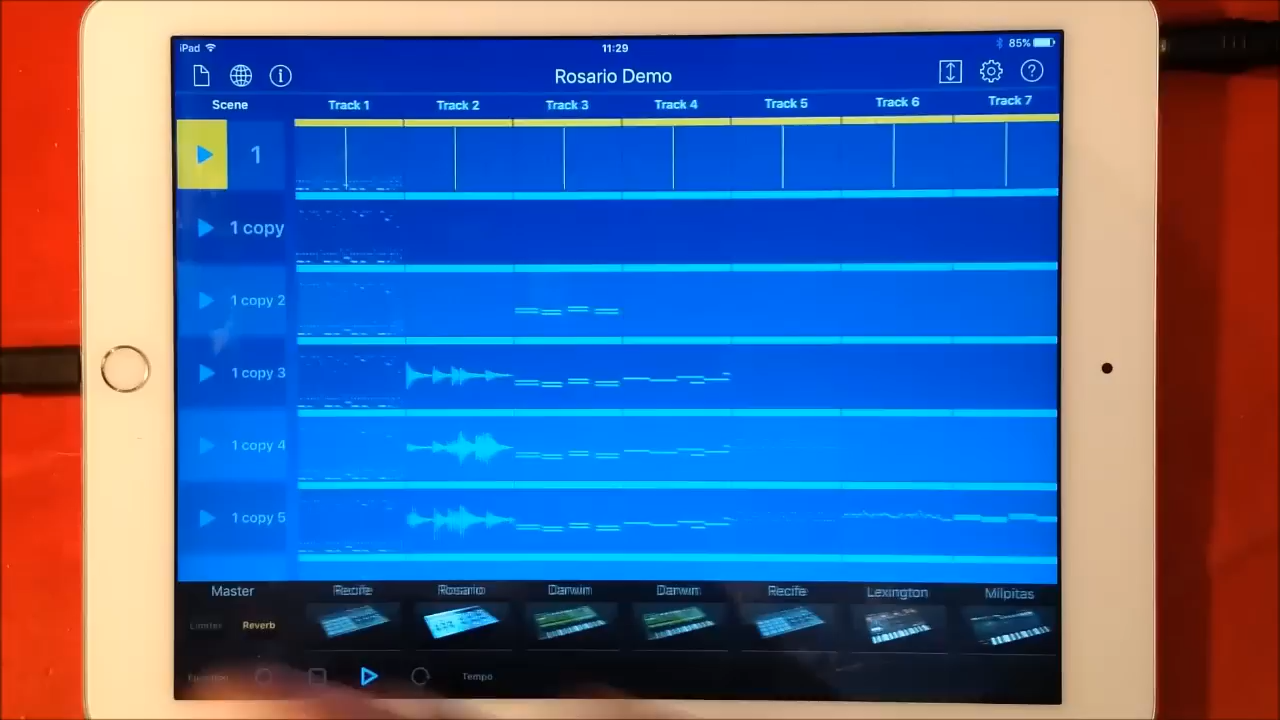 iPad 11:29 85%
Rosario Demo
Scene Track 1 Track 2 Track 3 Track 4 Track 5 Track 6 Track 7
1
1 copy
1 copy 2
1 copy 3
1 copy 4
1 copy 5
Master Recife Rosario Darwin Darwin Recife Lexington Milpitas
Limiter Reverb
Function Tempo